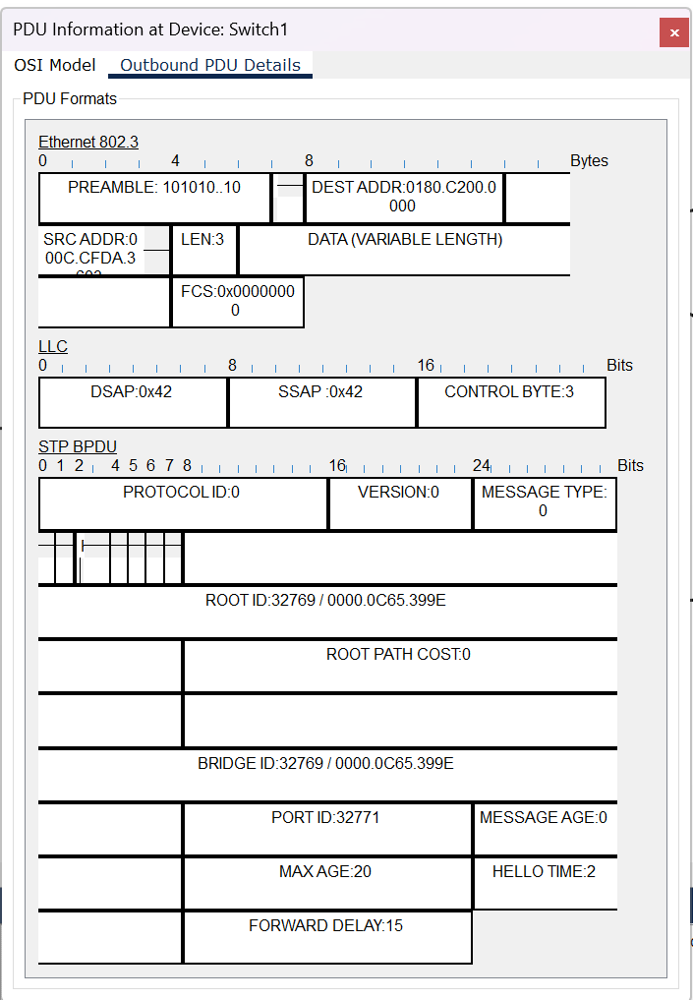 PDU Information at Device: Switch1
OSI Model Outbound PDU Details
PDU Formats
Ethernet 802.3
0 4 8 Bytes
PREAMBLE: 101010..10 DEST ADDR:0180.C200.0
000
SRC ADDR:0 LEN:3 DATA (VARIABLE LENGTH)
00C.CFDA.3
FCS:0x0000000
0
LLC
0 8 16 Bits
DSAP:0x42 SSAP :0x42 CONTROL BYTE:3
STP BPDU
0 1 2 4 5 6 7 8 16 24 Bits
PROTOCOL ID:0 VERSION:0 MESSAGE TYPE:
0
ROOT ID:32769 / 0000.0C65.399E
ROOT PATH COST:0
BRIDGE ID:32769 / 0000.0C65.399E
PORT ID:32771 MESSAGE AGE:0
MAX AGE:20 HELLO TIME:2
FORWARD DELAY:15